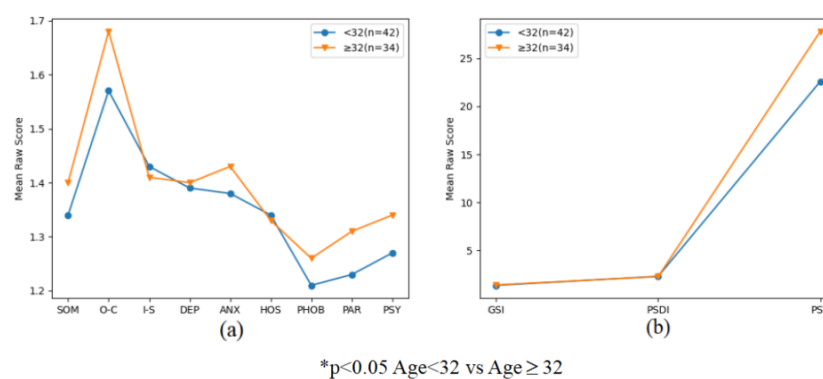 1.7
1.6
1.5
1.4
1.3
1.2
Mean Raw Score
<32(n=42)
≥32(n=34)
SOM O-C I-S DEP ANX HOS PHOB PAR PSY
(a)
25
20
15
10
5
Mean Raw Score
<32(n=42)
≥32(n=34)
GSI PSDI
(b)
*p<0.05 Age<32 vs Age≥32